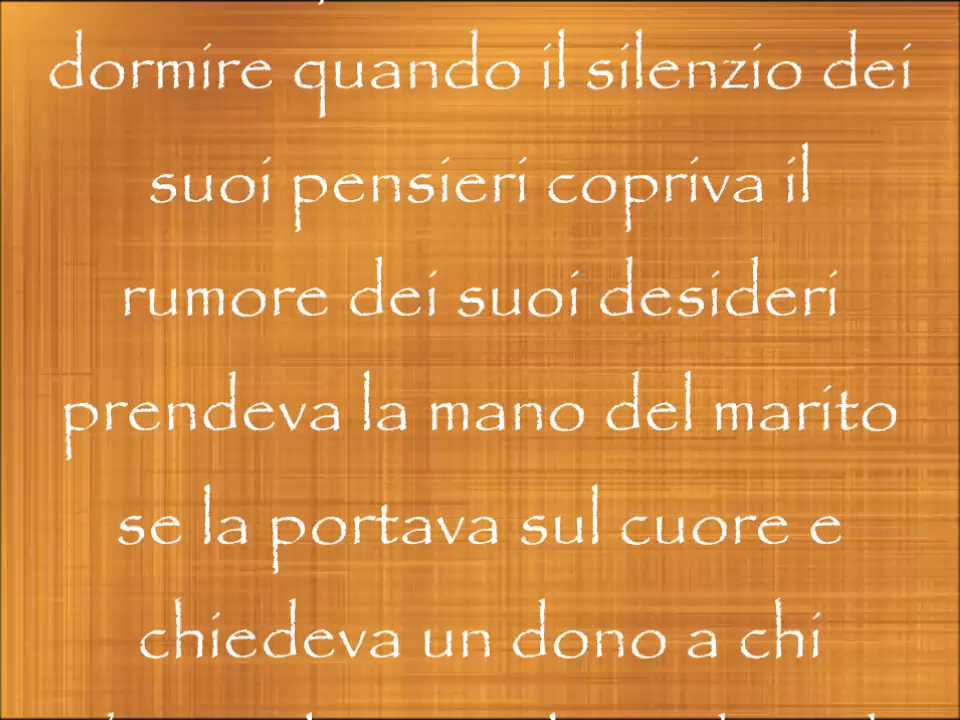 dormire quando il silenzio dei
suoi pensieri copriva il
rumore dei suoi desideri
prendeva la mano del marito
se la portava sul cuore e
chiedeva un dono a chi